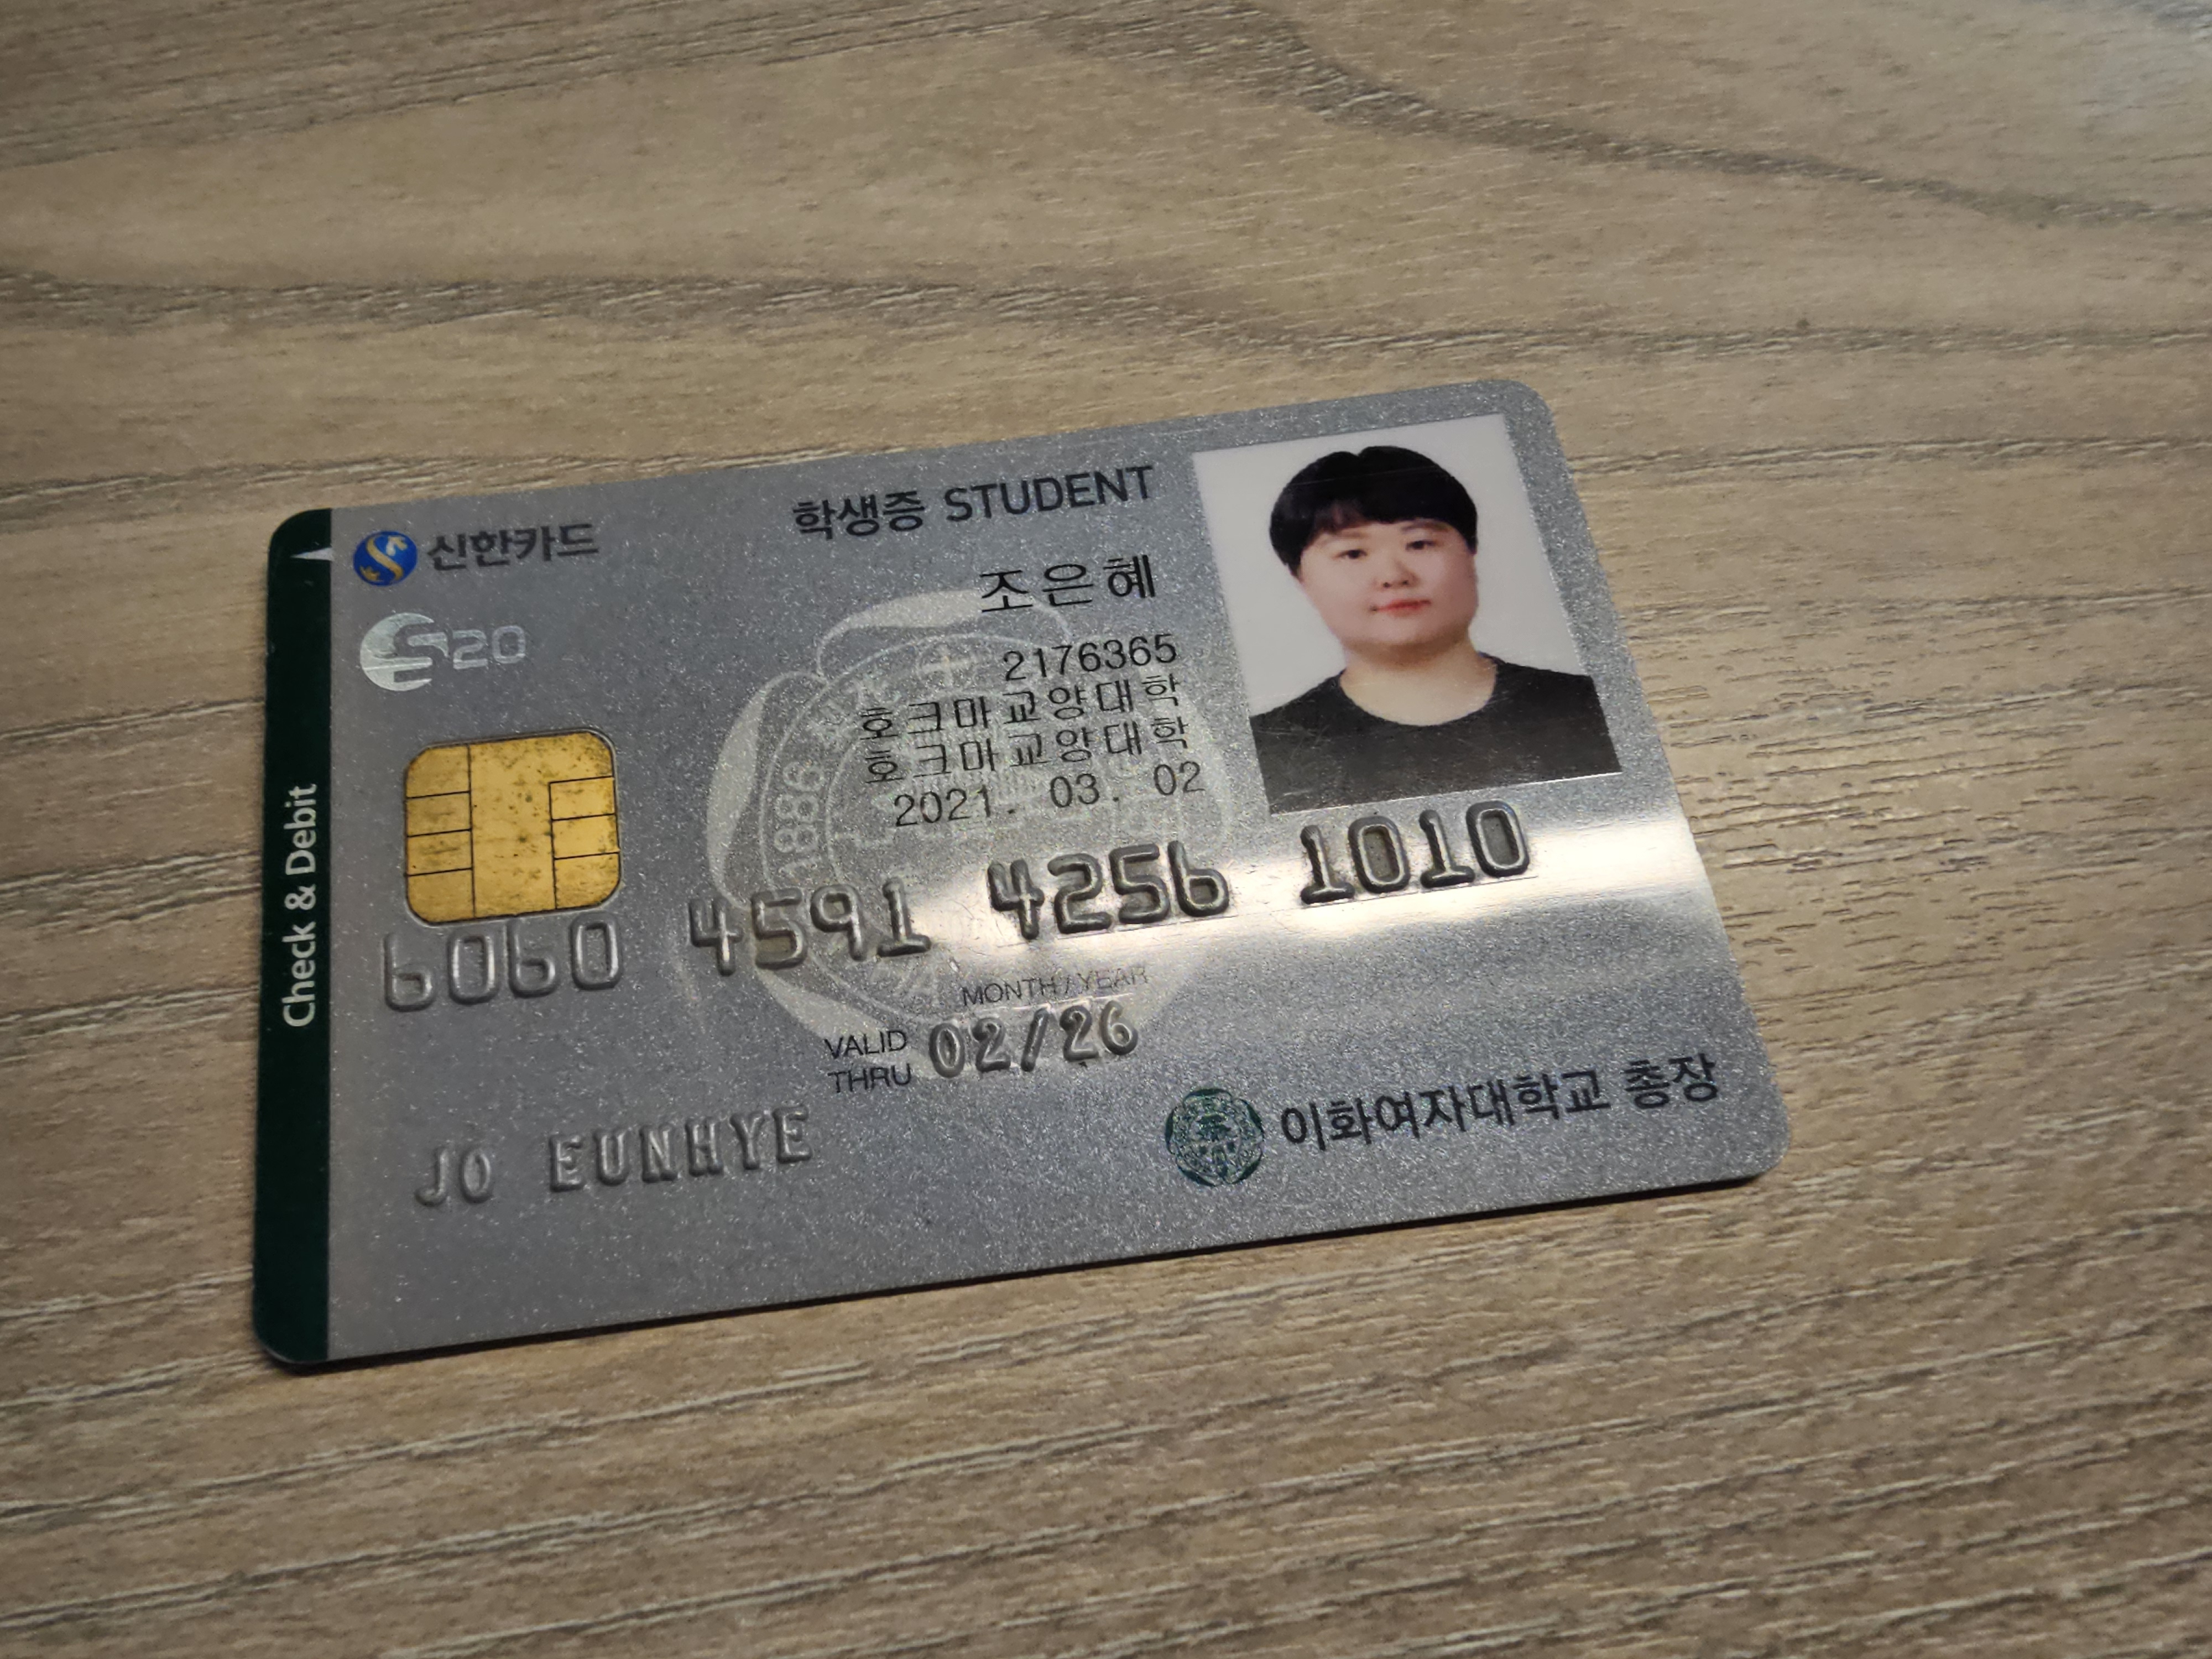 신한카드
학생증 STUDENT
S20
조은혜
2176365
호크마교양대학
호크마교양대학
2021. 03. 02
1886
6060 4591 4256 1010
MONTH / YEAR
VALID THRU 02/26
JO EUNHYE
이화여자대학교 총장
Check & Debit